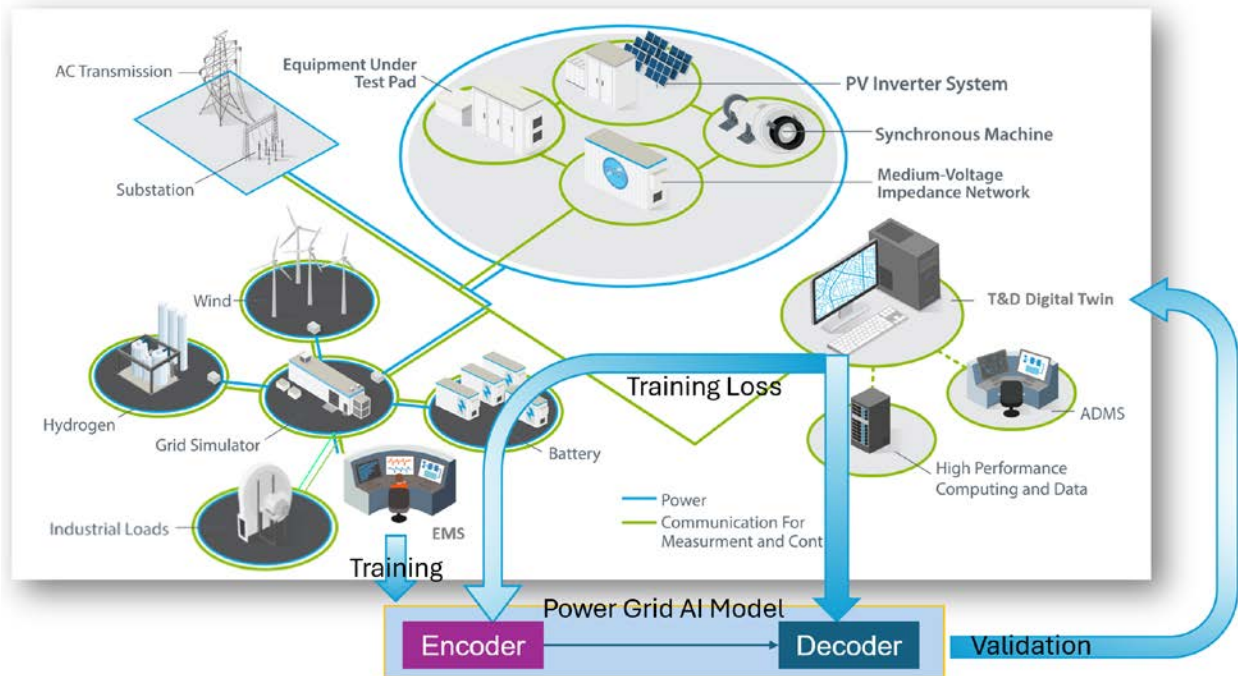 AC Transmission
Substation
Equipment Under
Test Pad
PV Inverter System
Synchronous Machine
Medium-Voltage
Impedance Network
Wind
Hydrogen
Grid Simulator
Battery
Industrial Loads
EMS
T&D Digital Twin
ADMS
High Performance
Computing and Data
Power
Communication For
Measurment and Cont
Training Loss
Training
Power Grid AI Model
Encoder
Decoder
Validation